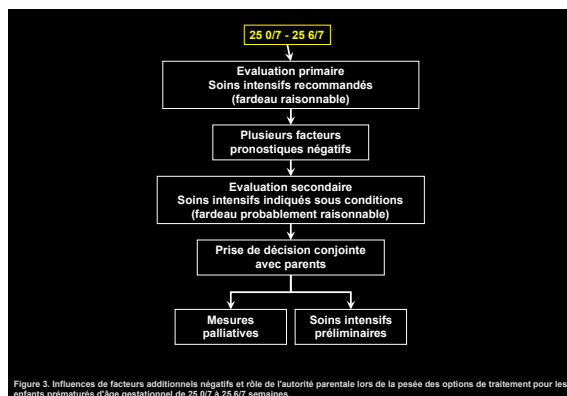 25 0/7 - 25 6/7
Evaluation primaire
Soins intensifs recommandés
(fardeau raisonnable)
Plusieurs facteurs
pronostiques négatifs
Evaluation secondaire
Soins intensifs indiqués sous conditions
(fardeau probablement raisonnable)
Prise de décision conjointe
avec parents
Mesures
palliatives
Soins intensifs
préliminaires
Figure 3. Influences de facteurs additionnels négatifs et rôle de l'autorité parentale lors de la pesée des options de traitement pour les
enfants prématurés d'âge gestationnel de 25 0/7 à 25 6/7 semaines.